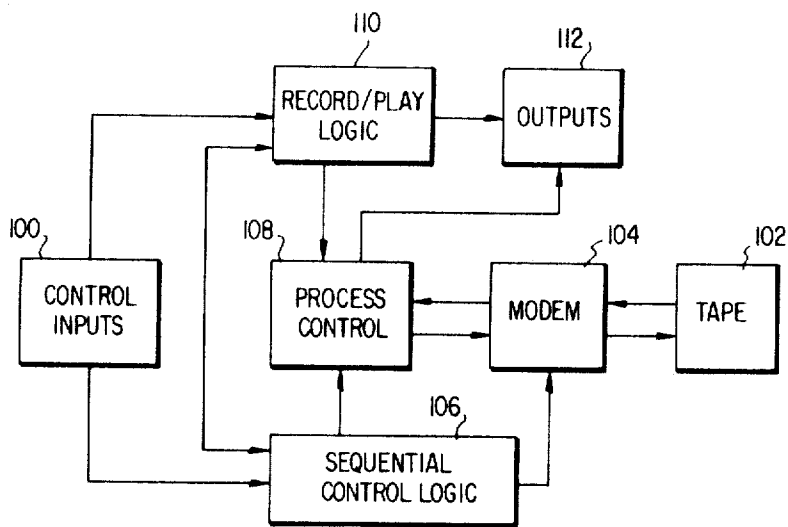 110
RECORD/PLAY
LOGIC
112
OUTPUTS
100
CONTROL
INPUTS
108
PROCESS
CONTROL
104
MODEM
102
TAPE
106
SEQUENTIAL
CONTROL LOGIC